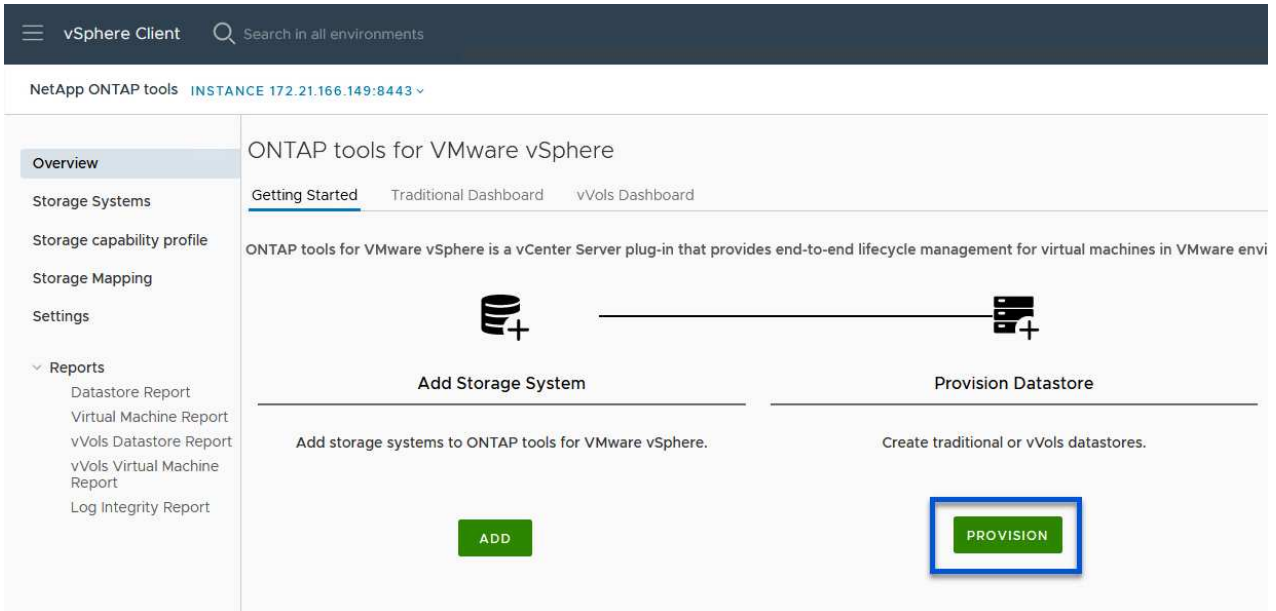 vSphere Client
Search in all environments
NetApp ONTAP tools INSTANCE 172.21.166.149:8443
Overview
Storage Systems
Storage capability profile
Storage Mapping
Settings
Reports
Datastore Report
Virtual Machine Report
vVols Datastore Report
vVols Virtual Machine
Report
Log Integrity Report
ONTAP tools for VMware vSphere
Getting Started Traditional Dashboard vVols Dashboard
ONTAP tools for VMware vSphere is a vCenter Server plug-in that provides end-to-end lifecycle management for virtual machines in VMware envi
Add Storage System
Add storage systems to ONTAP tools for VMware vSphere.
ADD
Provision Datastore
Create traditional or vVols datastores.
PROVISION